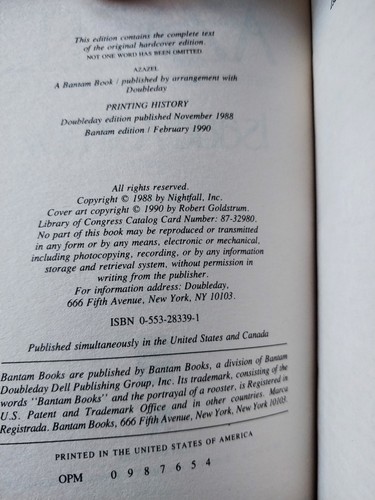 This edition contains the complete text
of the original hardcover edition.
NOT ONE WORD HAS BEEN OMITTED.
AZAZEL
A Bantam Book / published by arrangement with
Doubleday
PRINTING HISTORY
Doubleday edition published November 1988
Bantam edition / February 1990
All rights reserved.
Copyright © 1988 by Nightfall, Inc.
Cover art copyright © 1990 by Robert Goldstrum.
Library of Congress Catalog Card Number: 87-32980.
No part of this book may be reproduced or transmitted
in any form or by any means, electronic or mechanical,
including photocopying, recording, or by any information
storage and retrieval system, without permission in
writing from the publisher.
For information address: Doubleday,
666 Fifth Avenue, New York, NY 10103.
ISBN 0-553-28339-1
Published simultaneously in the United States and Canada
Bantam Books are published by Bantam Books, a division of Bantam
Doubleday Dell Publishing Group, Inc. Its trademark, consisting of the
words "Bantam Books" and the portrayal of a rooster, is Registered in
U.S. Patent and Trademark Office and in other countries. Marca
Registrada. Bantam Books, 666 Fifth Avenue, New York, New York 10103.
PRINTED IN THE UNITED STATES OF AMERICA
OPM 0 9 8 7 6 5 4